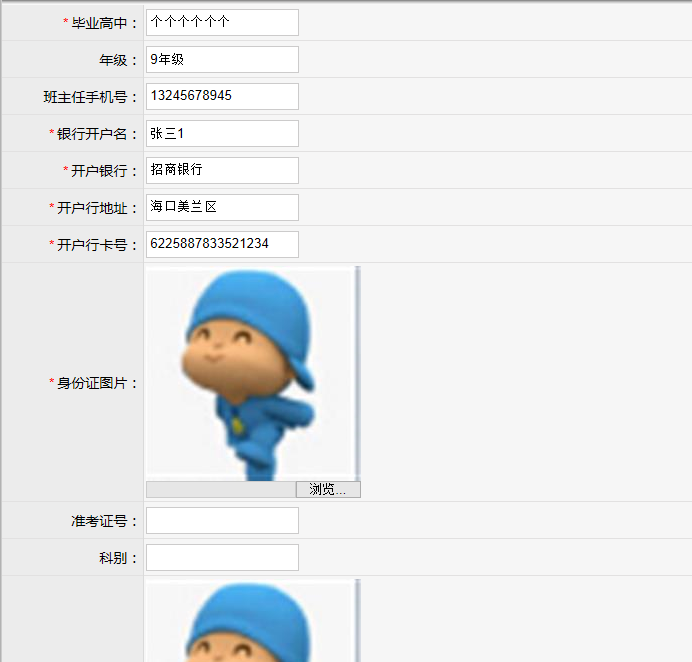 * 毕业高中： 个个个个个个
年级： 9年级
班主任手机号： 13245678945
* 银行开户名： 张三1
* 开户银行： 招商银行
* 开户行地址： 海口美兰区
* 开户行卡号： 6225887833521234
* 身份证图片：
浏览...
准考证号：
科别：